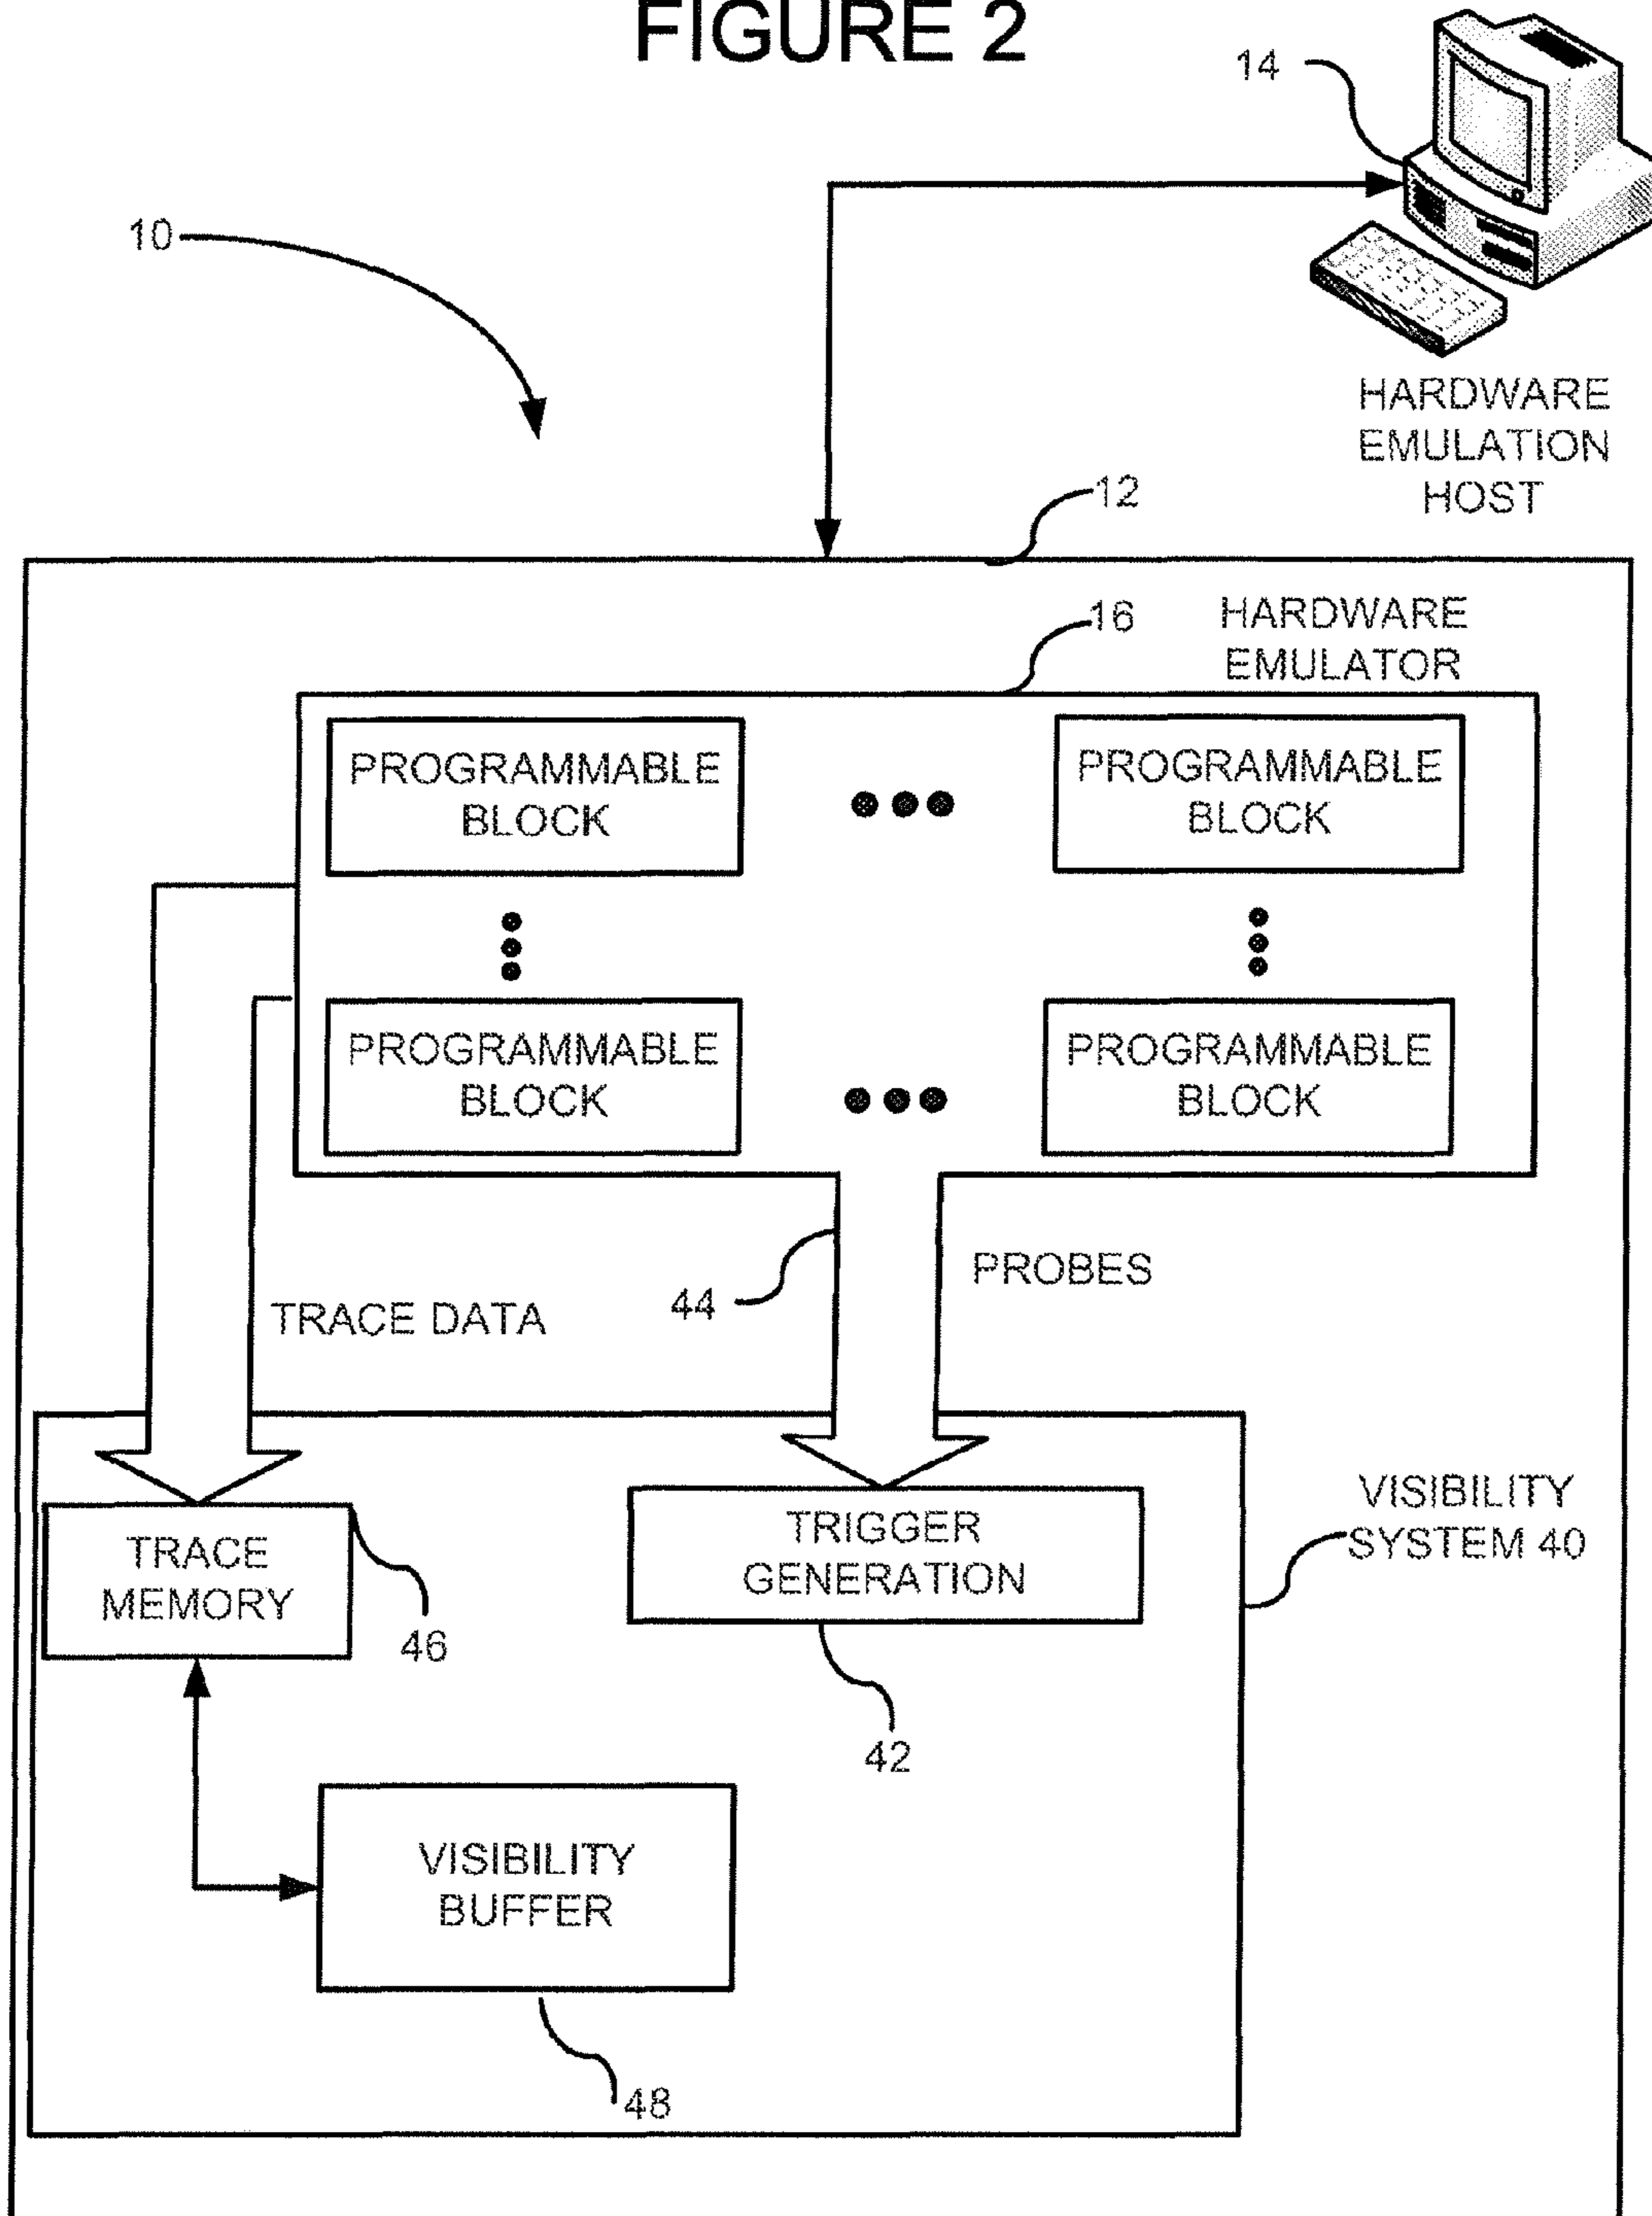 FIGURE 2
14
10
HARDWARE
EMULATION
HOST
12
16
HARDWARE
EMULATOR
PROGRAMMABLE
BLOCK
PROGRAMMABLE
BLOCK
PROGRAMMABLE
BLOCK
PROGRAMMABLE
BLOCK
44
PROBES
TRACE DATA
VISIBILITY
SYSTEM 40
TRACE
MEMORY
46
TRIGGER
GENERATION
42
VISIBILITY
BUFFER
48